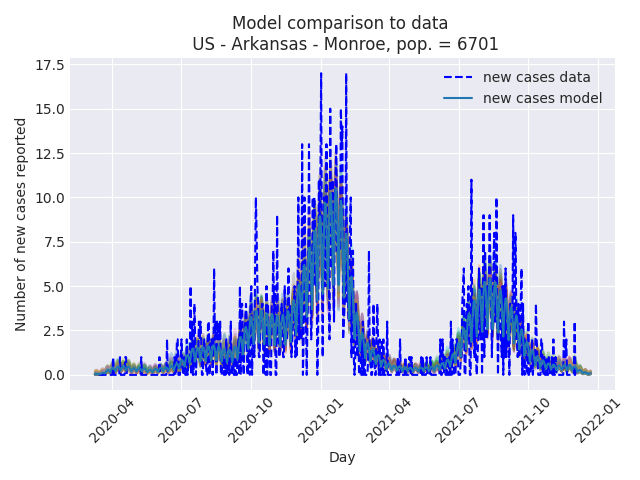 Model comparison to data
US - Arkansas - Monroe, pop. = 6701
17.5
15.0
12.5
10.0
7.5
5.0
2.5
0.0
Number of new cases reported
new cases data
new cases model
2020-04
2020-07
2020-10
2021-01
2021-04
2021-07
2021-10
2022-01
Day